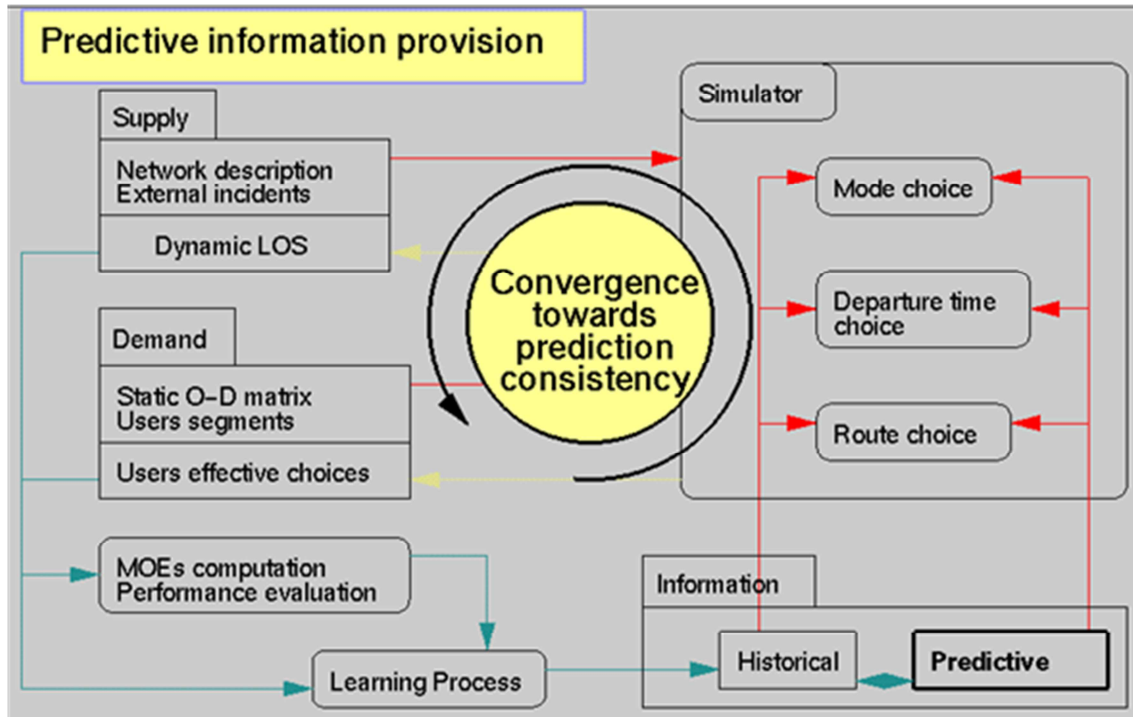 Predictive information provision
Supply
Network description
External incidents
Dynamic LOS
Demand
Static O-D matrix
Users segments
Users effective choices
MOEs computation
Performance evaluation
Learning Process
Convergence
towards
prediction
consistency
Simulator
Mode choice
Departure time
choice
Route choice
Information
Historical
Predictive